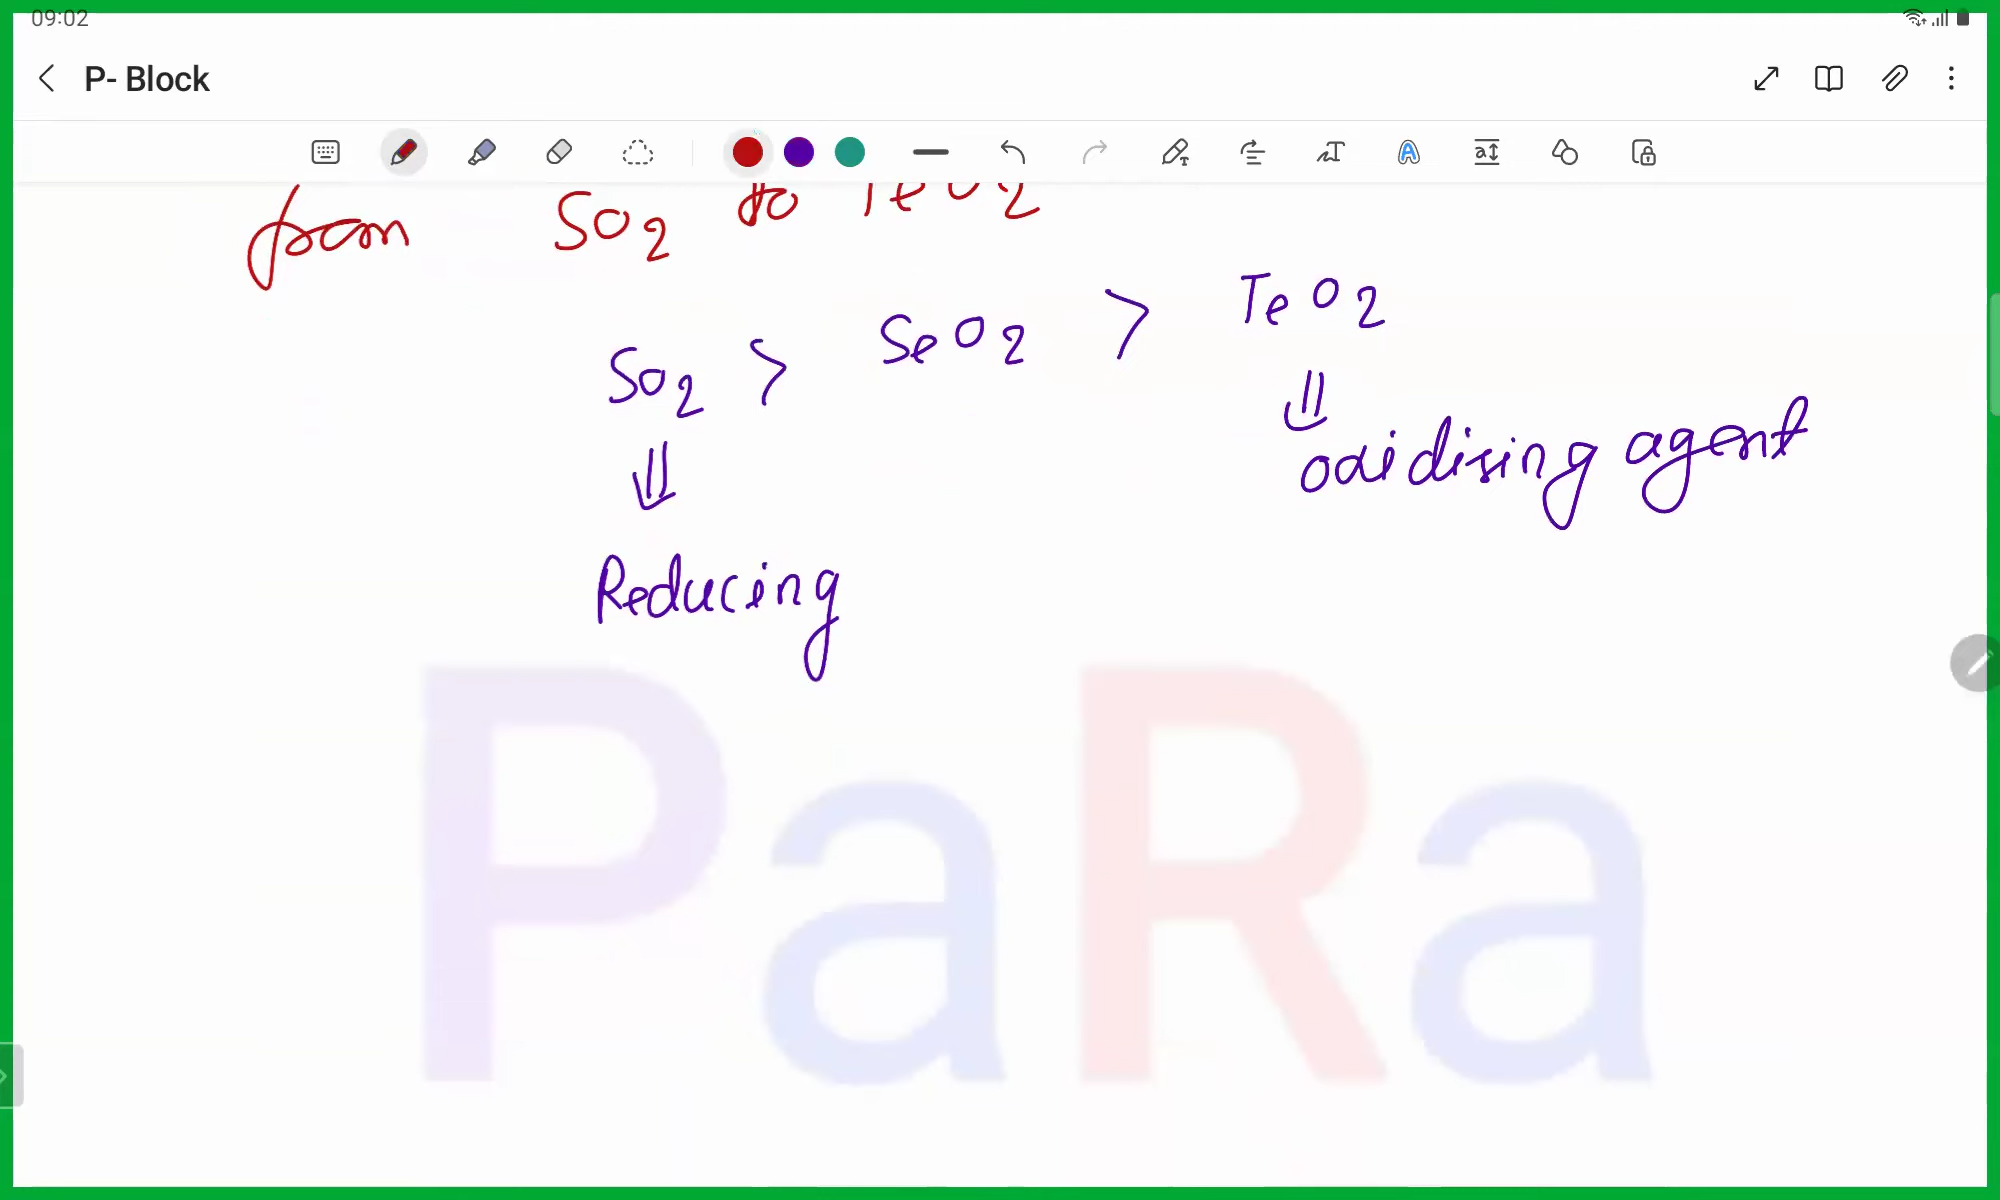 09:02
P- Block
from SO2 to TeO2
SO2 > SeO2 > TeO2
oxidising agent
Reducing
PaRa